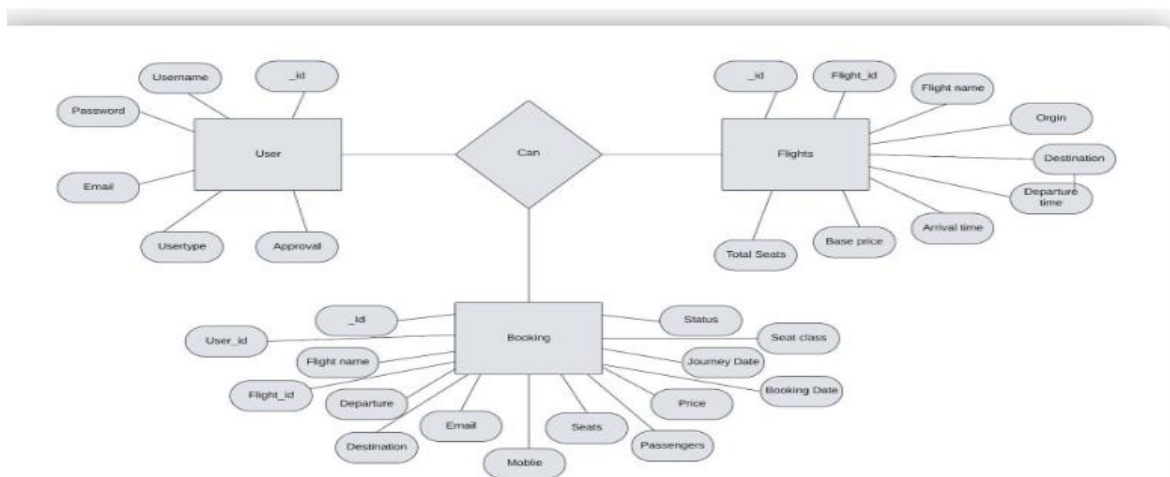 Username
_id
Password
User
Email
Usertype
Approval
Can
_id
Flight_id
Flight name
Orgin
Destination
Departure
time
Arrival time
Base price
Total Seats
Flights
_Id
User_id
Flight name
Flight_id
Departure
Destination
Email
Moblie
Seats
Passengers
Price
Booking Date
Journey Date
Seat class
Status
Booking